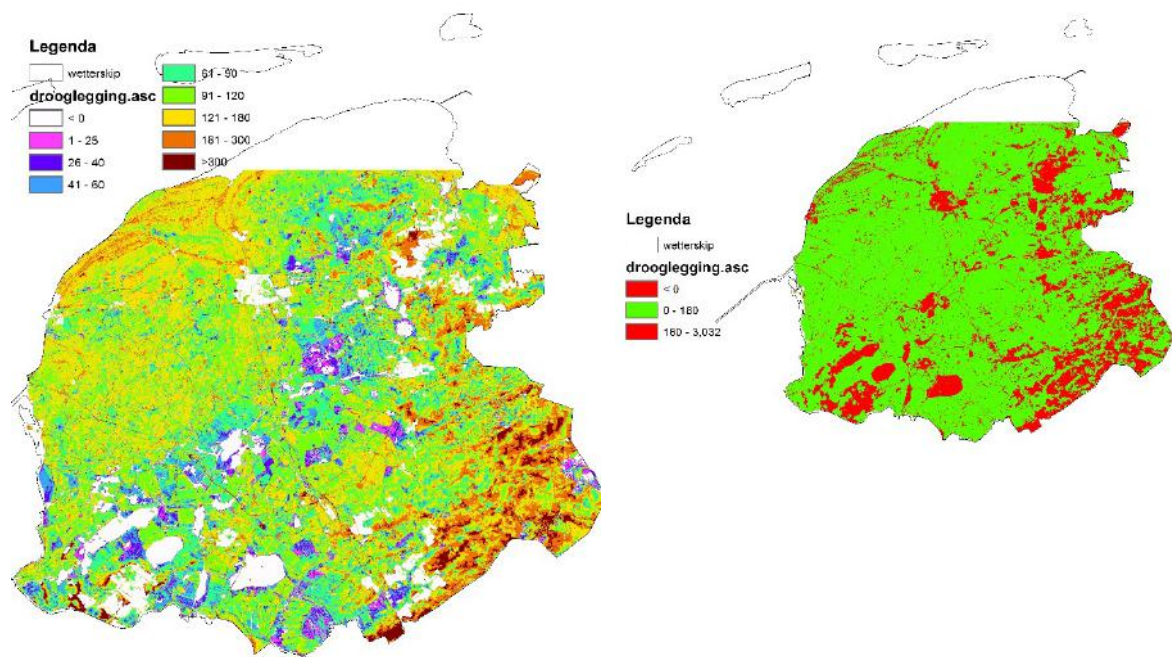 Legenda
wetterskip
drooglegging.asc
< 0
1 - 25
26 - 40
41 - 60
61 - 90
91 - 120
121 - 180
181 - 300
>300
Legenda
wetterskip
drooglegging.asc
< 0
0 - 180
180 - 3,032